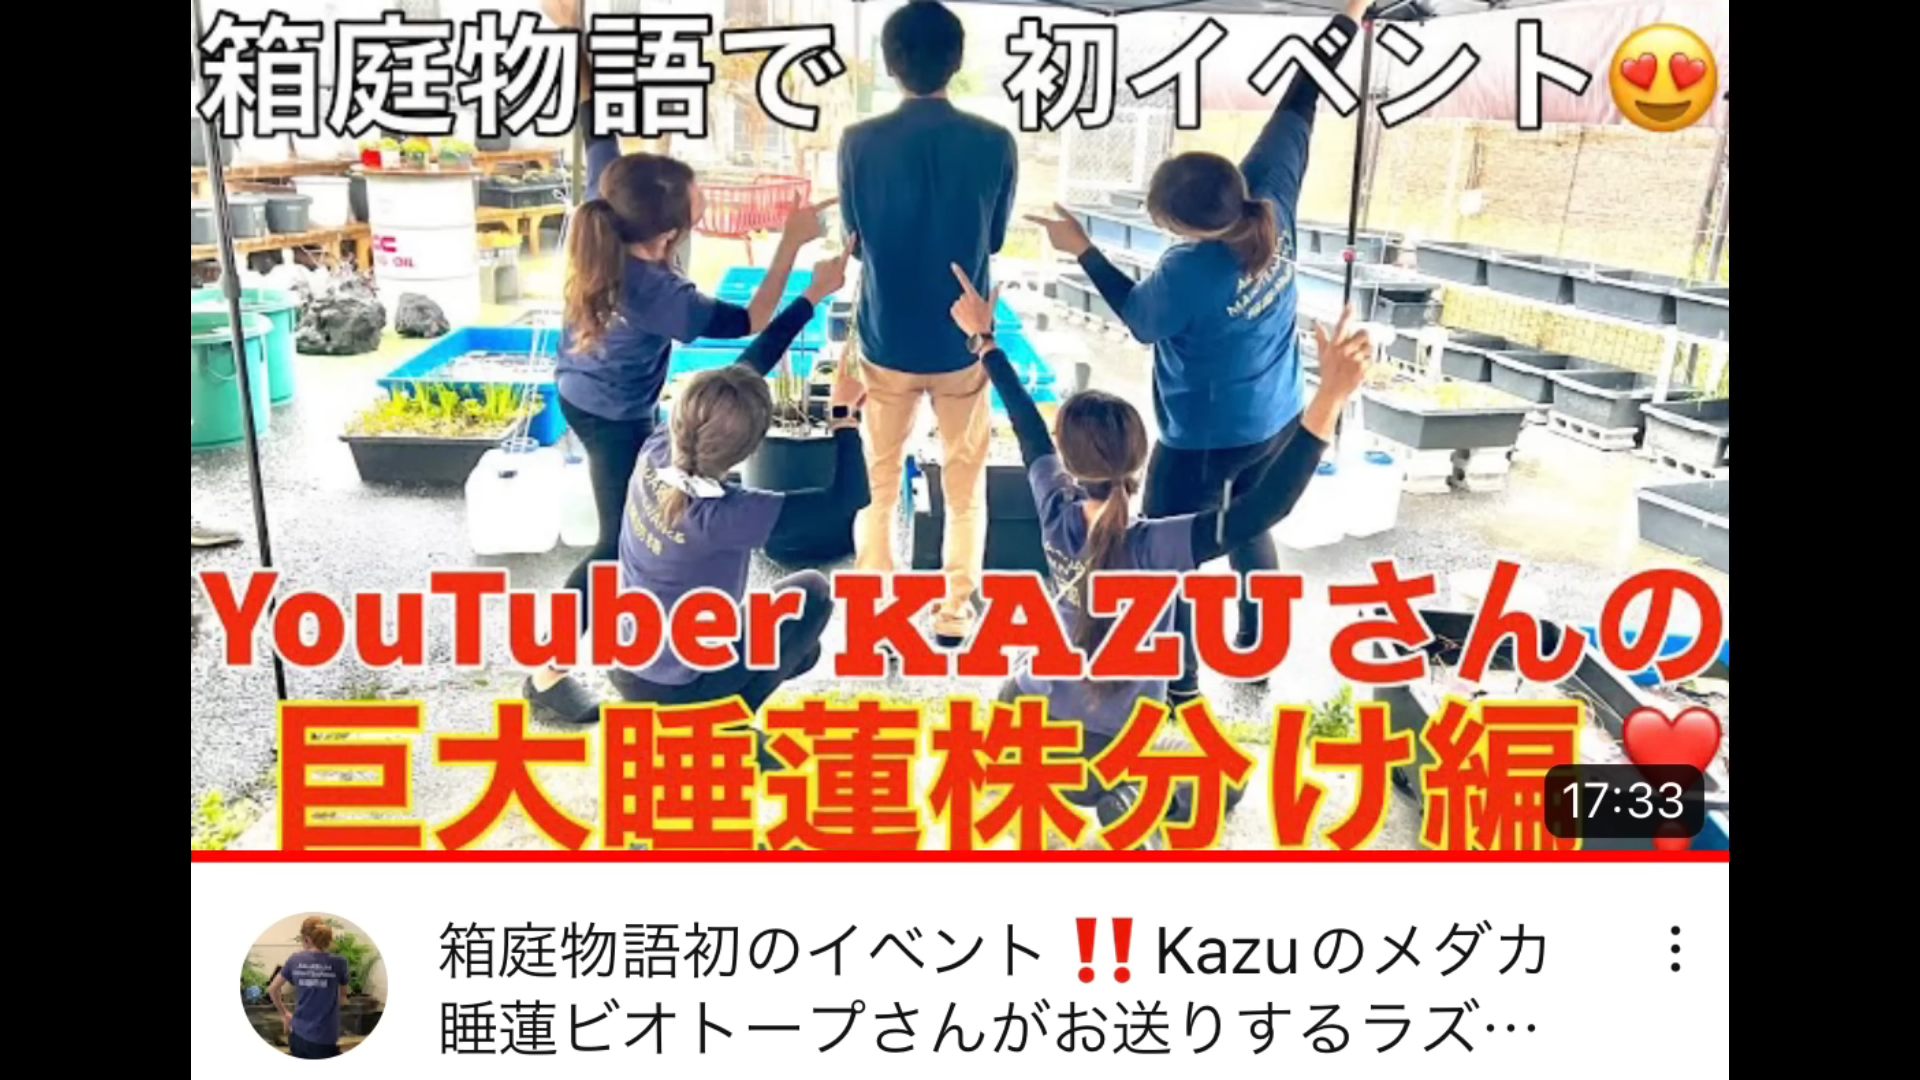 箱庭物語で 初イベント😍
OIL
YouTuber KAZUさんの
巨大睡蓮株分け編❣️
17:33
箱庭物語初のイベント‼️Kazuのメダカ
睡蓮ビオトープさんがお送りするラズ…